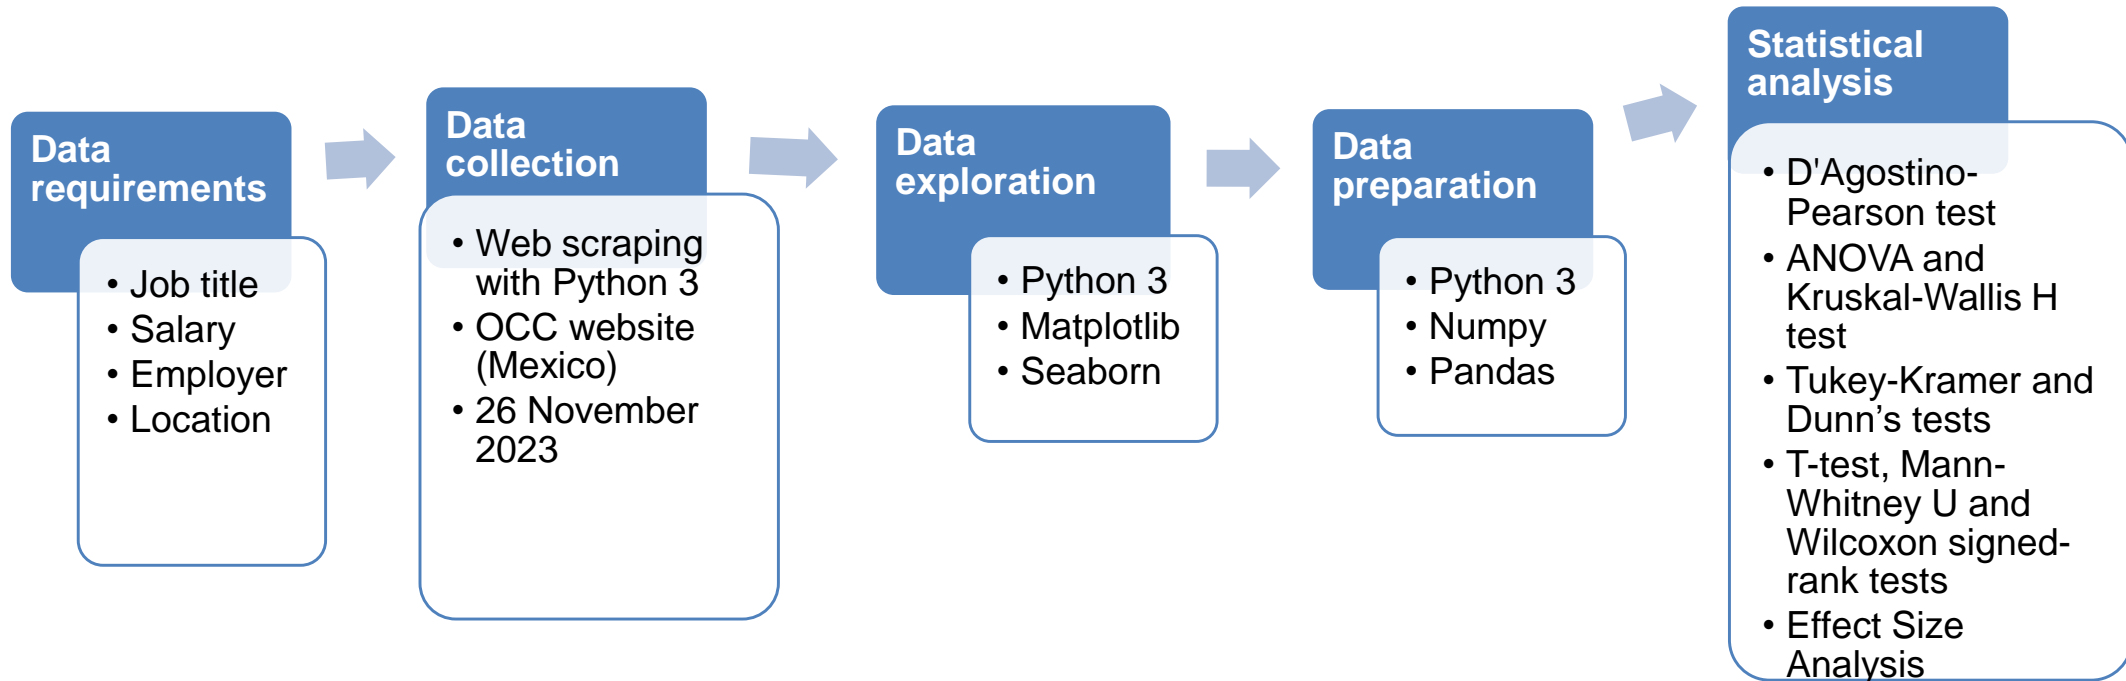 Data
requirements
• Job title
• Salary
• Employer
• Location
Data
collection
• Web scraping
with Python 3
• OCC website
(Mexico)
• 26 November
2023
Data
exploration
• Python 3
• Matplotlib
• Seaborn
Data
preparation
• Python 3
• Numpy
• Pandas
Statistical
analysis
• D'Agostino-
Pearson test
• ANOVA and
Kruskal-Wallis H
test
• Tukey-Kramer and
Dunn’s tests
• T-test, Mann-
Whitney U and
Wilcoxon signed-
rank tests
• Effect Size
Analysis